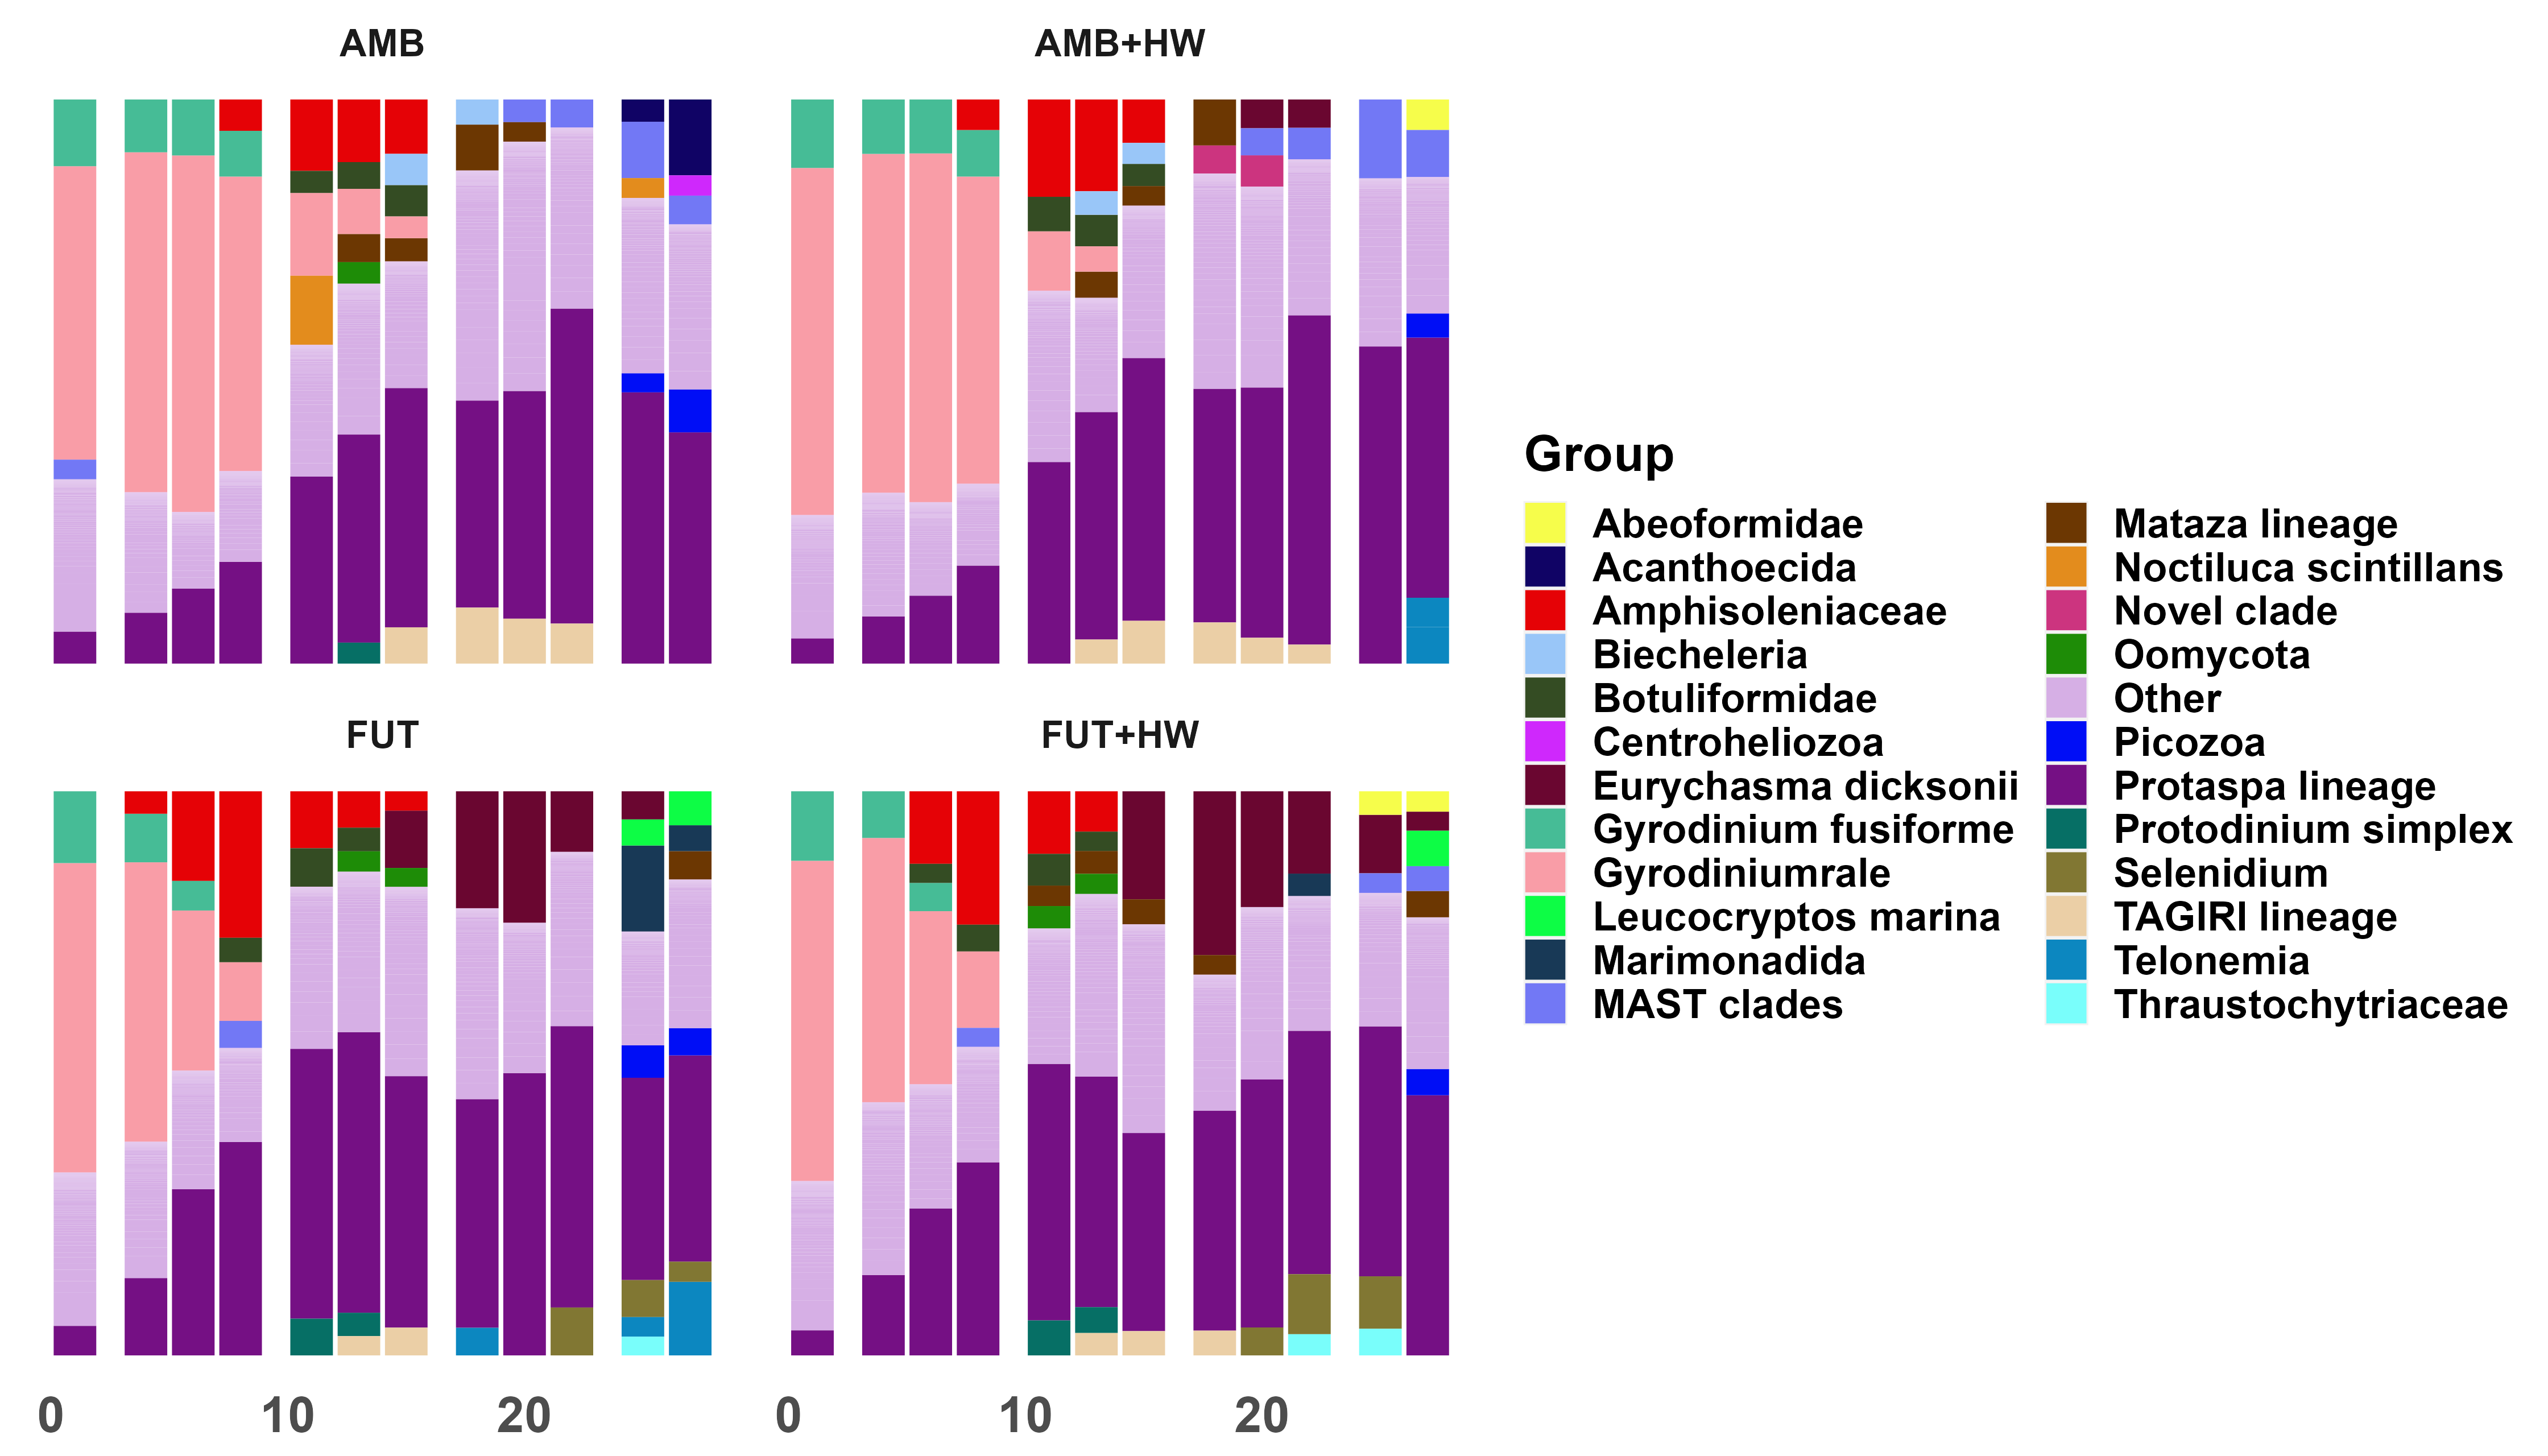 AMB
AMB+HW
FUT
FUT+HW
0
10
20
0
10
20
Group
Abeoformidae
Acanthoecida
Amphisoleniaceae
Biecheleria
Botuliformidae
Centroheliozoa
Eurychasma dicksonii
Gyrodinium fusiforme
Gyrodiniumrale
Leucocryptos marina
Marimonadida
MAST clades
Mataza lineage
Noctiluca scintillans
Novel clade
Oomycota
Other
Picozoa
Protaspa lineage
Protodinium simplex
Selenidium
TAGIRI lineage
Telonemia
Thraustochytriaceae